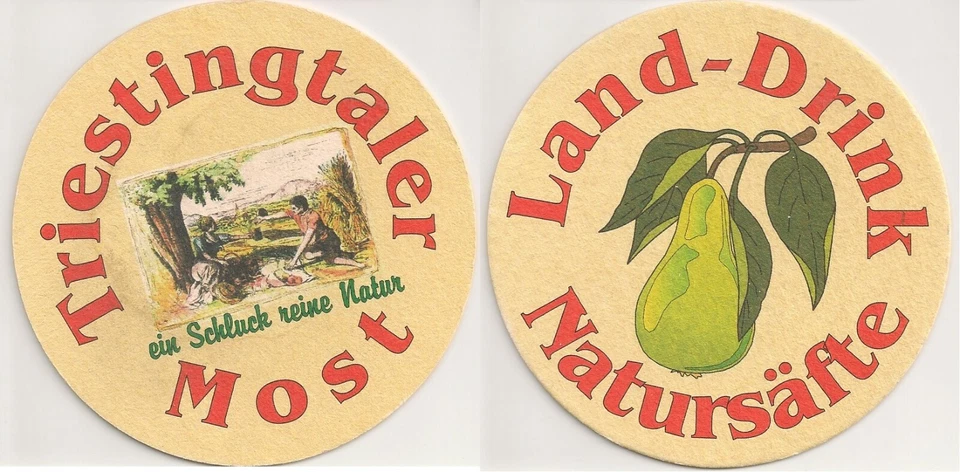 Triestingtaler
ein Schluck reine Natur
Most
Land-Drink
Natursäfte